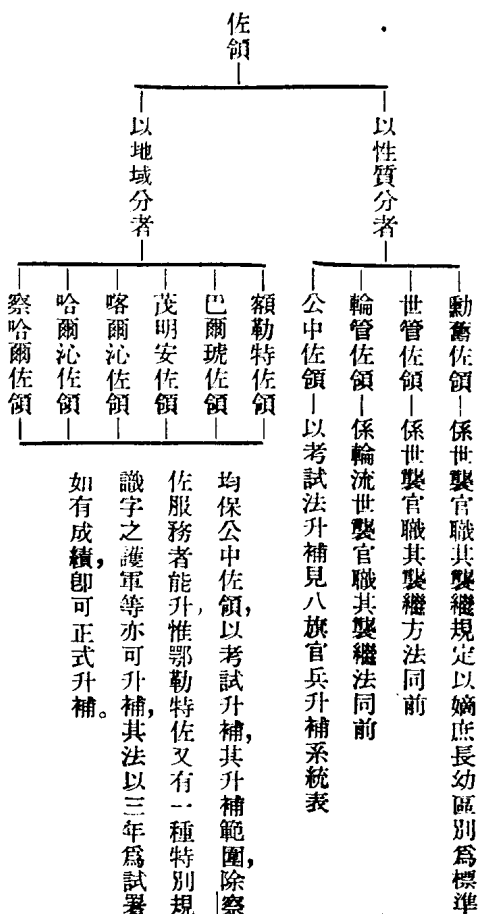 佐領
以性質分者
勳舊佐領—係世襲官職其襲繼規定以嫡庶長幼區別爲標準
世管佐領—係世襲官職其襲繼方法同前
輪管佐領—係輪流世襲官職其襲繼法同前
公中佐領—以考試法升補見八旗官兵升補系統表
以地域分者
額勒特佐領
巴爾琥佐領
茂明安佐領
喀爾沁佐領
哈爾沁佐領
察哈爾佐領
均保公中佐領，以考試升補，其升補範圍，除察
佐服務者能升，惟鄂勒特佐又有一種特別規
識字之護軍等亦可升補，其法以三年爲試署
如有成績，卽可正式升補。